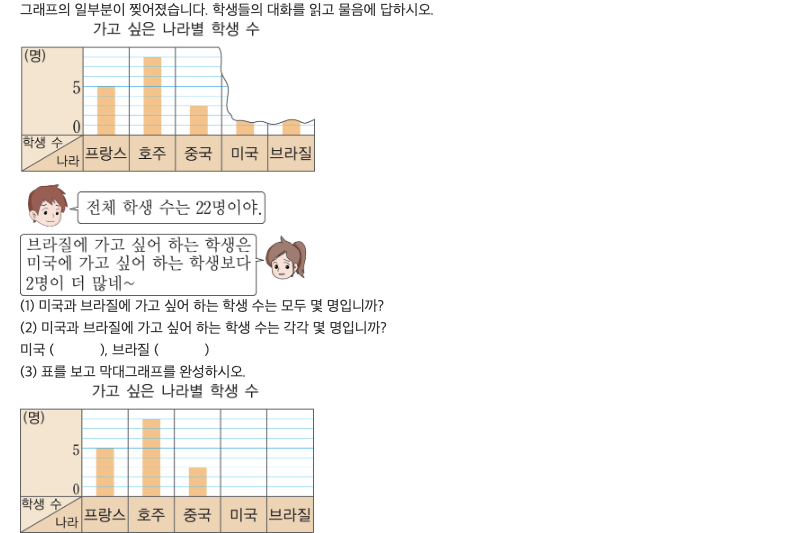 그래프의 일부분이 찢어졌습니다. 학생들의 대화를 읽고 물음에 답하시오.
가고 싶은 나라별 학생 수
(명)
5
0
학생 수
나라
프랑스 호주 중국 미국 브라질
전체 학생 수는 22명이야.
브라질에 가고 싶어 하는 학생은
미국에 가고 싶어 하는 학생보다
2명이 더 많네~
(1) 미국과 브라질에 가고 싶어 하는 학생 수는 모두 몇 명입니까?
(2) 미국과 브라질에 가고 싶어 하는 학생 수는 각각 몇 명입니까?
미국 ( ), 브라질 ( )
(3) 표를 보고 막대그래프를 완성하시오.
가고 싶은 나라별 학생 수
(명)
5
0
학생 수
나라
프랑스 호주 중국 미국 브라질